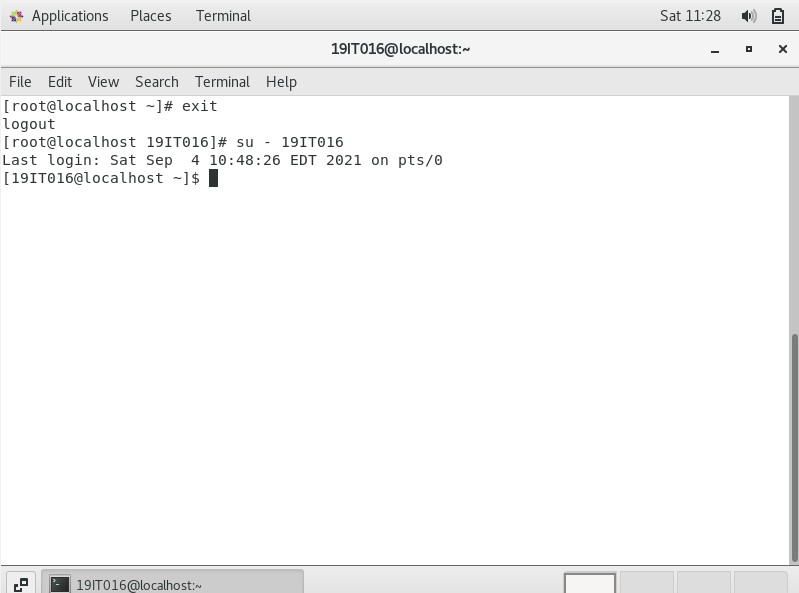 Applications Places Terminal Sat 11:28
19IT016@localhost:~
File Edit View Search Terminal Help
[root@localhost ~]# exit
logout
[root@localhost 19IT016]# su - 19IT016
Last login: Sat Sep  4 10:48:26 EDT 2021 on pts/0
[19IT016@localhost ~]$
19IT016@localhost:~